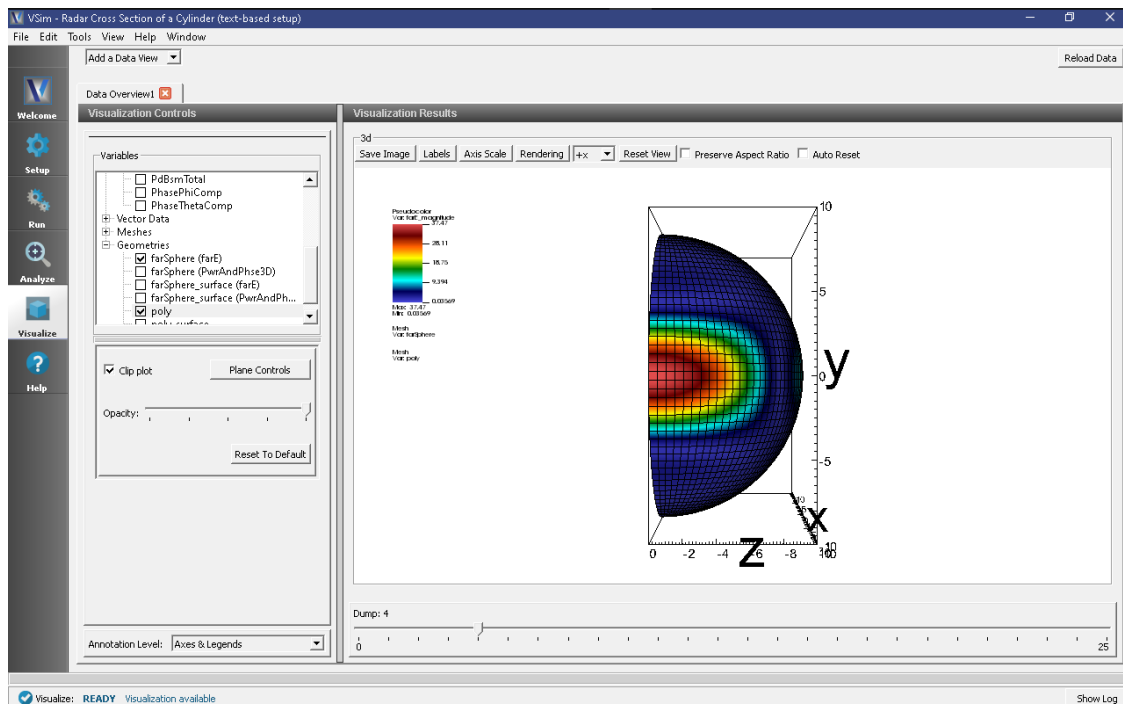 VSim - Radar Cross Section of a Cylinder (text-based setup)
File Edit Tools View Help Window
Add a Data View
Reload Data
Data Overview1
Welcome
Setup
Run
Analyze
Visualize
Help
Visualization Controls
Variables
PdBsmTotal
PhasePhiComp
PhaseThetaComp
Vector Data
Meshes
Geometries
farSphere (farE)
farSphere (PwrAndPhse3D)
farSphere_surface (farE)
farSphere_surface (PwrAndPh...
poly
poly_surface
Clip plot
Plane Controls
Opacity:
Reset To Default
Annotation Level: Axes & Legends
Visualization Results
3d
Save Image Labels Axis Scale Rendering +x Reset View Preserve Aspect Ratio Auto Reset
Pseudocolor
Var: farE_magnitude
37.47
28.11
18.75
9.394
0.03569
Max: 37.47
Min: 0.03569
Mesh
Var: farSphere
Mesh
Var: poly
10
5
0
-5
y
x
0 -2 -4 -6 -8
z
Dump: 4
0 25
Visualize: READY Visualization available
Show Log